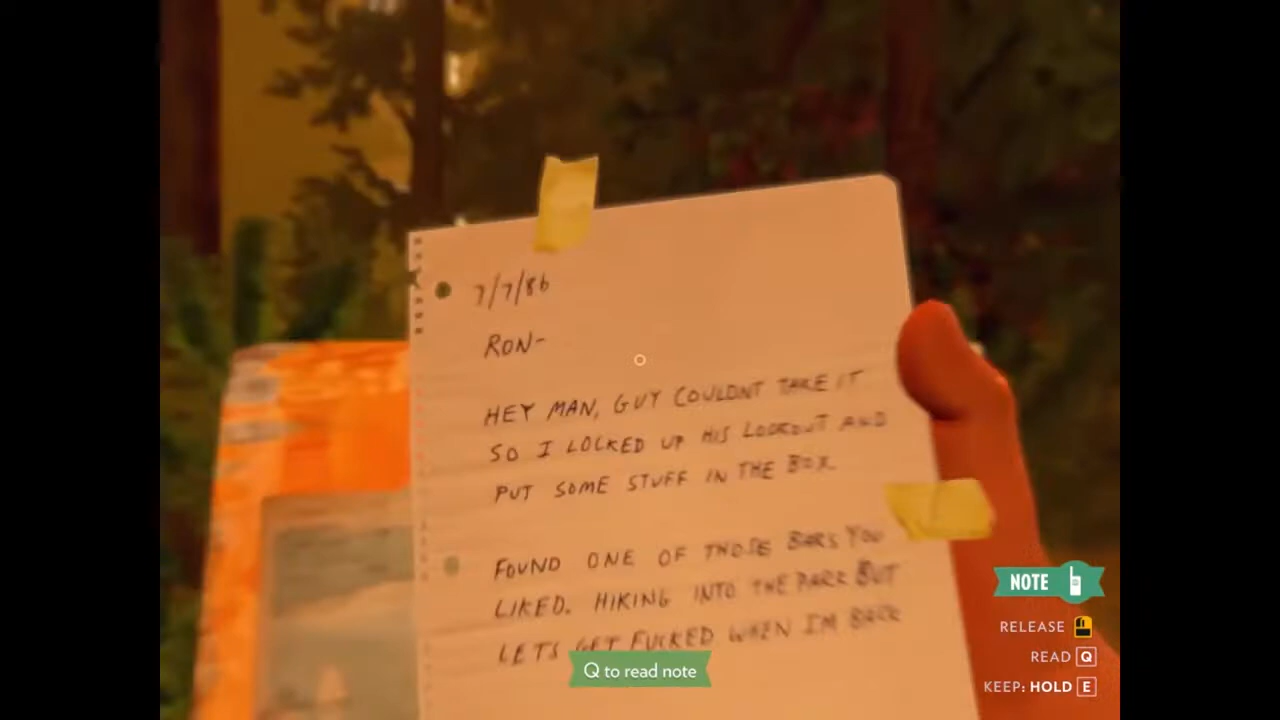 7/7/86
RON-
HEY MAN, GUY COULDNT TAKE IT
SO I LOCKED UP HIS LOOKOUT AND
PUT SOME STUFF IN THE BOX
FOUND ONE OF THOSE BARS YOU
LIKED. HIKING INTO THE PARK BUT
LETS GET FUCKED WHEN IM BACK
Q to read note
NOTE
RELEASE
READ Q
KEEP: HOLD E